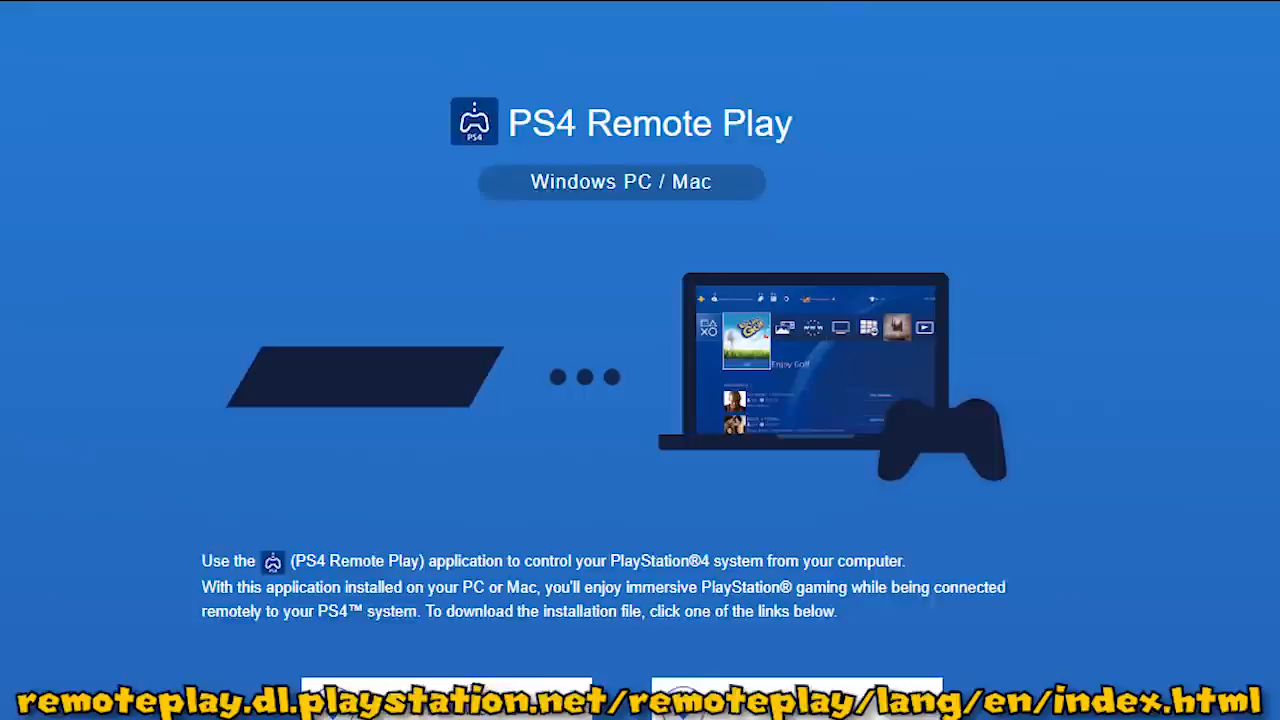 PS4
PS4 Remote Play
Windows PC / Mac
Enjoy Golf
Use the (PS4 Remote Play) application to control your PlayStation®4 system from your computer.
With this application installed on your PC or Mac, you'll enjoy immersive PlayStation® gaming while being connected
remotely to your PS4™ system. To download the installation file, click one of the links below.
remoteplay.dl.playstation.net/remoteplay/lang/en/index.html